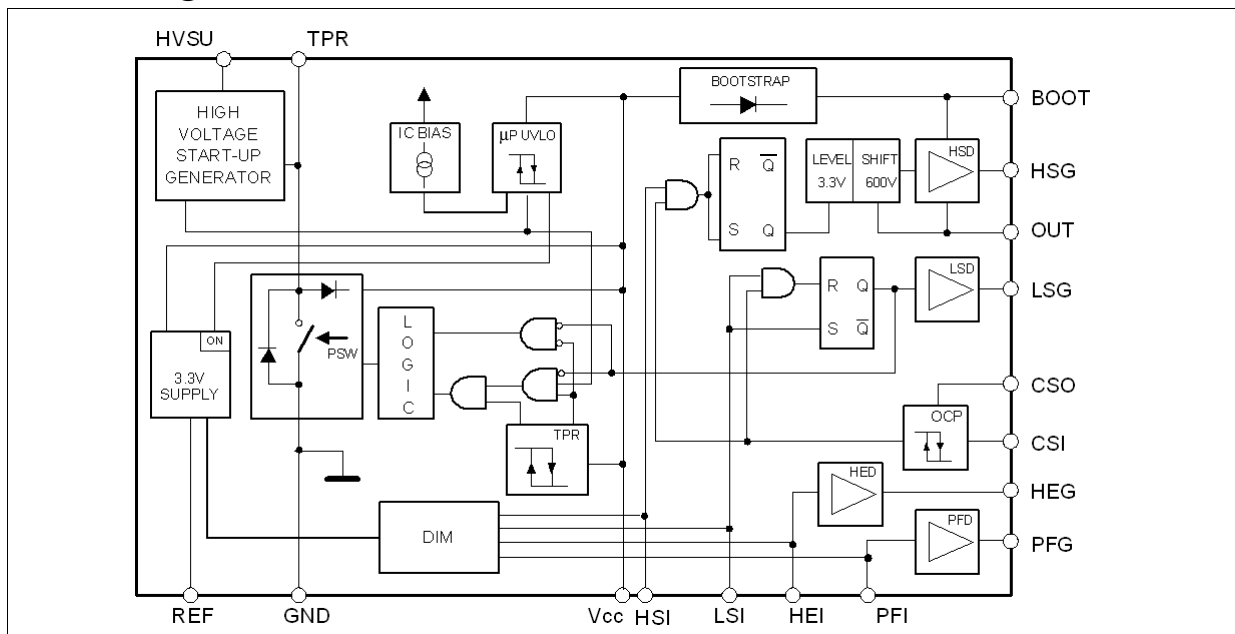 HVSU
TPR
HIGH
VOLTAGE
START-UP
GENERATOR
IC BIAS
μP UVLO
BOOTSTRAP
BOOT
R Q̅
S Q
LEVEL SHIFT
3.3V 600V
HSD
HSG
OUT
R Q
S Q̅
LSD
LSG
ON
3.3V
SUPPLY
PSW
L
O
G
I
C
TPR
CSO
OCP
CSI
HED
HEG
DIM
PFD
PFG
REF
GND
Vcc
HSI
LSI
HEI
PFI